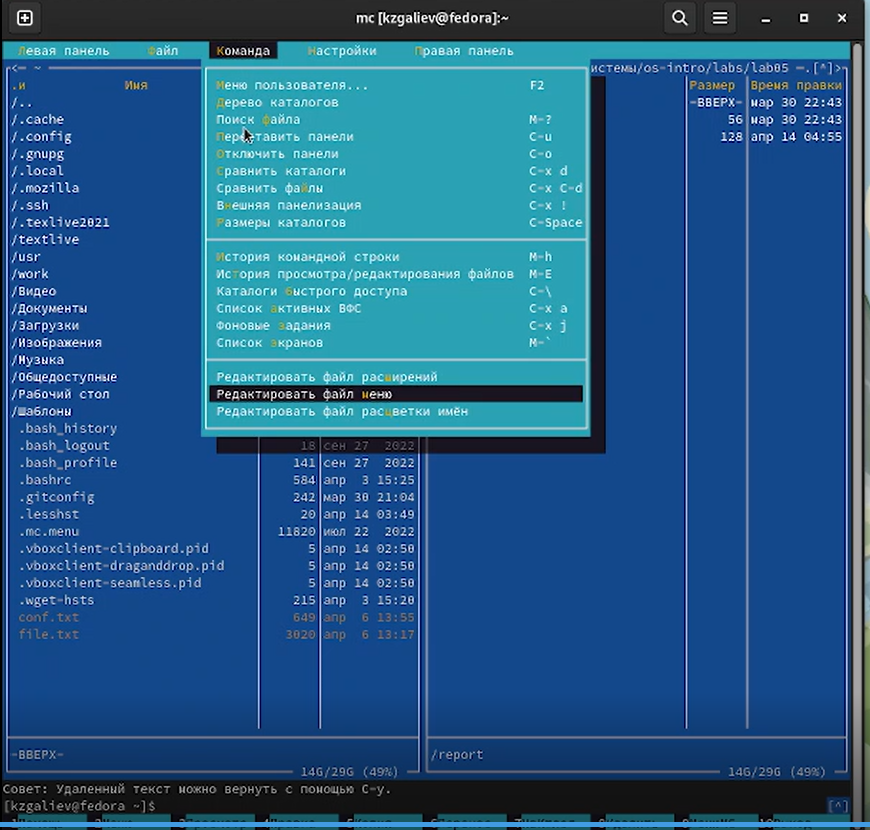 mc [kzgaliev@fedora]:~
Левая панель Файл Команда Настройки Правая панель
<— ~
истемы/os-intro/labs/lab05 —.[^]>
.и Имя
Размер Время правки
/..
-ВВЕРХ- мар 30 22:43
/.cache
56 мар 30 22:43
/.config
128 апр 14 04:55
/.gnupg
/.local
/.mozilla
/.ssh
/.texlive2021
/textlive
/usr
/work
/Видео
/Документы
/Загрузки
/Изображения
/Музыка
/Общедоступные
/Рабочий стол
/Шаблоны
.bash_history
.bash_logout 18 сен 27 2022
.bash_profile 141 сен 27 2022
.bashrc 584 апр 3 15:25
.gitconfig 242 мар 30 21:04
.lesshst 20 апр 14 03:49
.mc.menu 11820 июл 22 2022
.vboxclient-clipboard.pid 5 апр 14 02:50
.vboxclient-draganddrop.pid 5 апр 14 02:50
.vboxclient-seamless.pid 5 апр 14 02:50
.wget-hsts 215 апр 3 15:20
conf.txt 649 апр 6 13:55
file.txt 3020 апр 6 13:17
Меню пользователя... F2
Дерево каталогов
Поиск файла M-?
Переставить панели C-u
Отключить панели C-o
Сравнить каталоги C-x d
Сравнить файлы C-x C-d
Внешняя панелизация C-x !
Размеры каталогов C-Space
История командной строки M-h
История просмотра/редактирования файлов M-E
Каталоги быстрого доступа C-\
Список активных ВФС C-x a
Фоновые задания C-x j
Список экранов M-`
Редактировать файл расширений
Редактировать файл меню
Редактировать файл расцветки имён
-ВВЕРХ-
/report
14G/29G (49%)
14G/29G (49%)
Совет: Удаленный текст можно вернуть с помощью C-y.
[kzgaliev@fedora ~]$ [^]